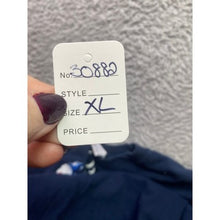 No. 30882
STYLE
SIZE XL
PRICE